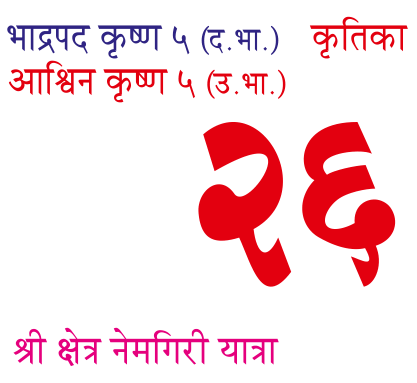 भाद्रपद कृष्ण ५ (द.भा.) कृतिका
आश्विन कृष्ण ५ (उ.भा.)
२६
श्री क्षेत्र नेमगिरी यात्रा